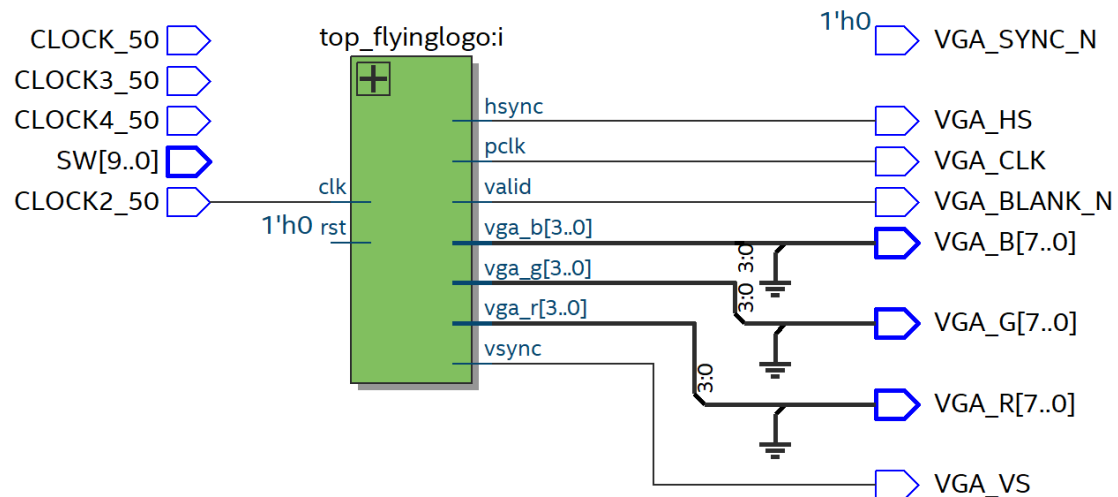 CLOCK_50
CLOCK3_50
CLOCK4_50
SW[9..0]
CLOCK2_50
top_flyinglogo:i
clk
1'h0 rst
hsync
pclk
valid
vga_b[3..0]
vga_g[3..0]
vga_r[3..0]
vsync
3:0
3:0
3:0
1'h0
VGA_SYNC_N
VGA_HS
VGA_CLK
VGA_BLANK_N
VGA_B[7..0]
VGA_G[7..0]
VGA_R[7..0]
VGA_VS